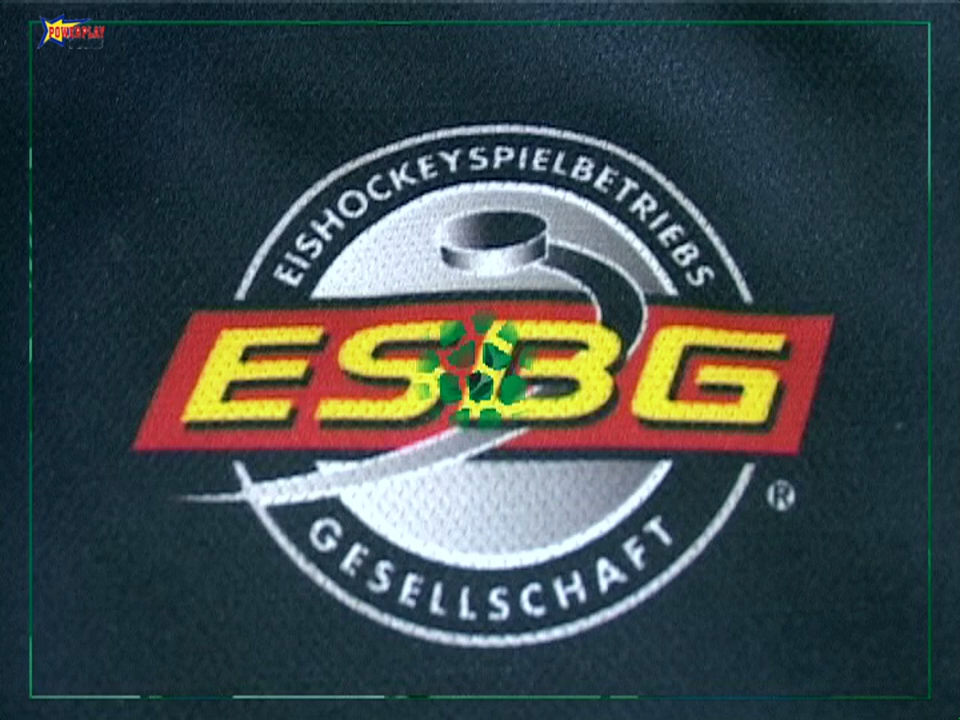 POWERPLAY
EISHOCKEYSPIELBETRIEBS
ESBG
GESELLSCHAFT
®